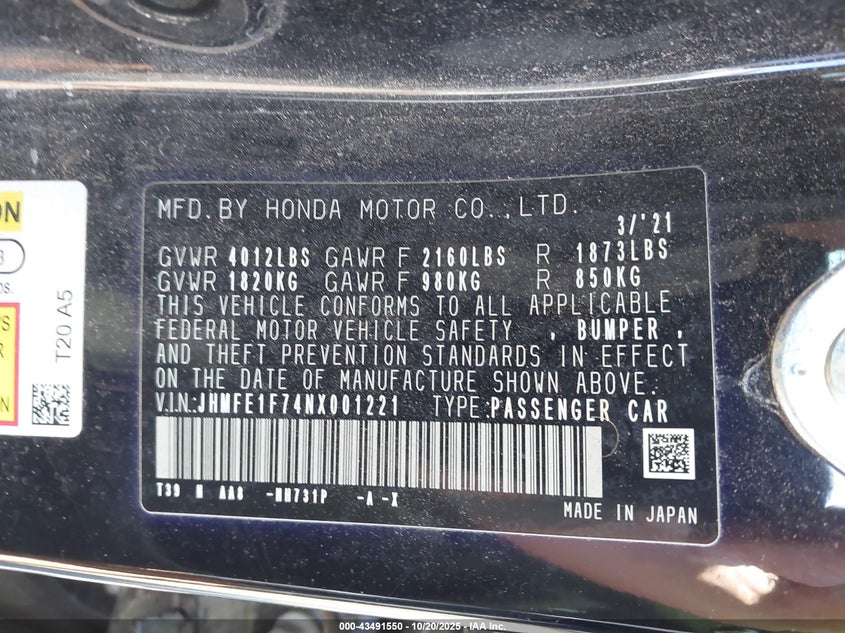 MFD. BY HONDA MOTOR CO., LTD.
3/'21
GVWR 4012LBS GAWR F 2160LBS R 1873LBS
GVWR 1820KG GAWR F 980KG R 850KG
THIS VEHICLE CONFORMS TO ALL APPLICABLE
FEDERAL MOTOR VEHICLE SAFETY , BUMPER ,
AND THEFT PREVENTION STANDARDS IN EFFECT
ON THE DATE OF MANUFACTURE SHOWN ABOVE.
V.I.N.:JHMFE1F74NX001221 TYPE:PASSENGER CAR
T39 M AA8 -NH731P -A -X
MADE IN JAPAN
T20 A5
000-43491550 - 10/20/2025 - IAA Inc.